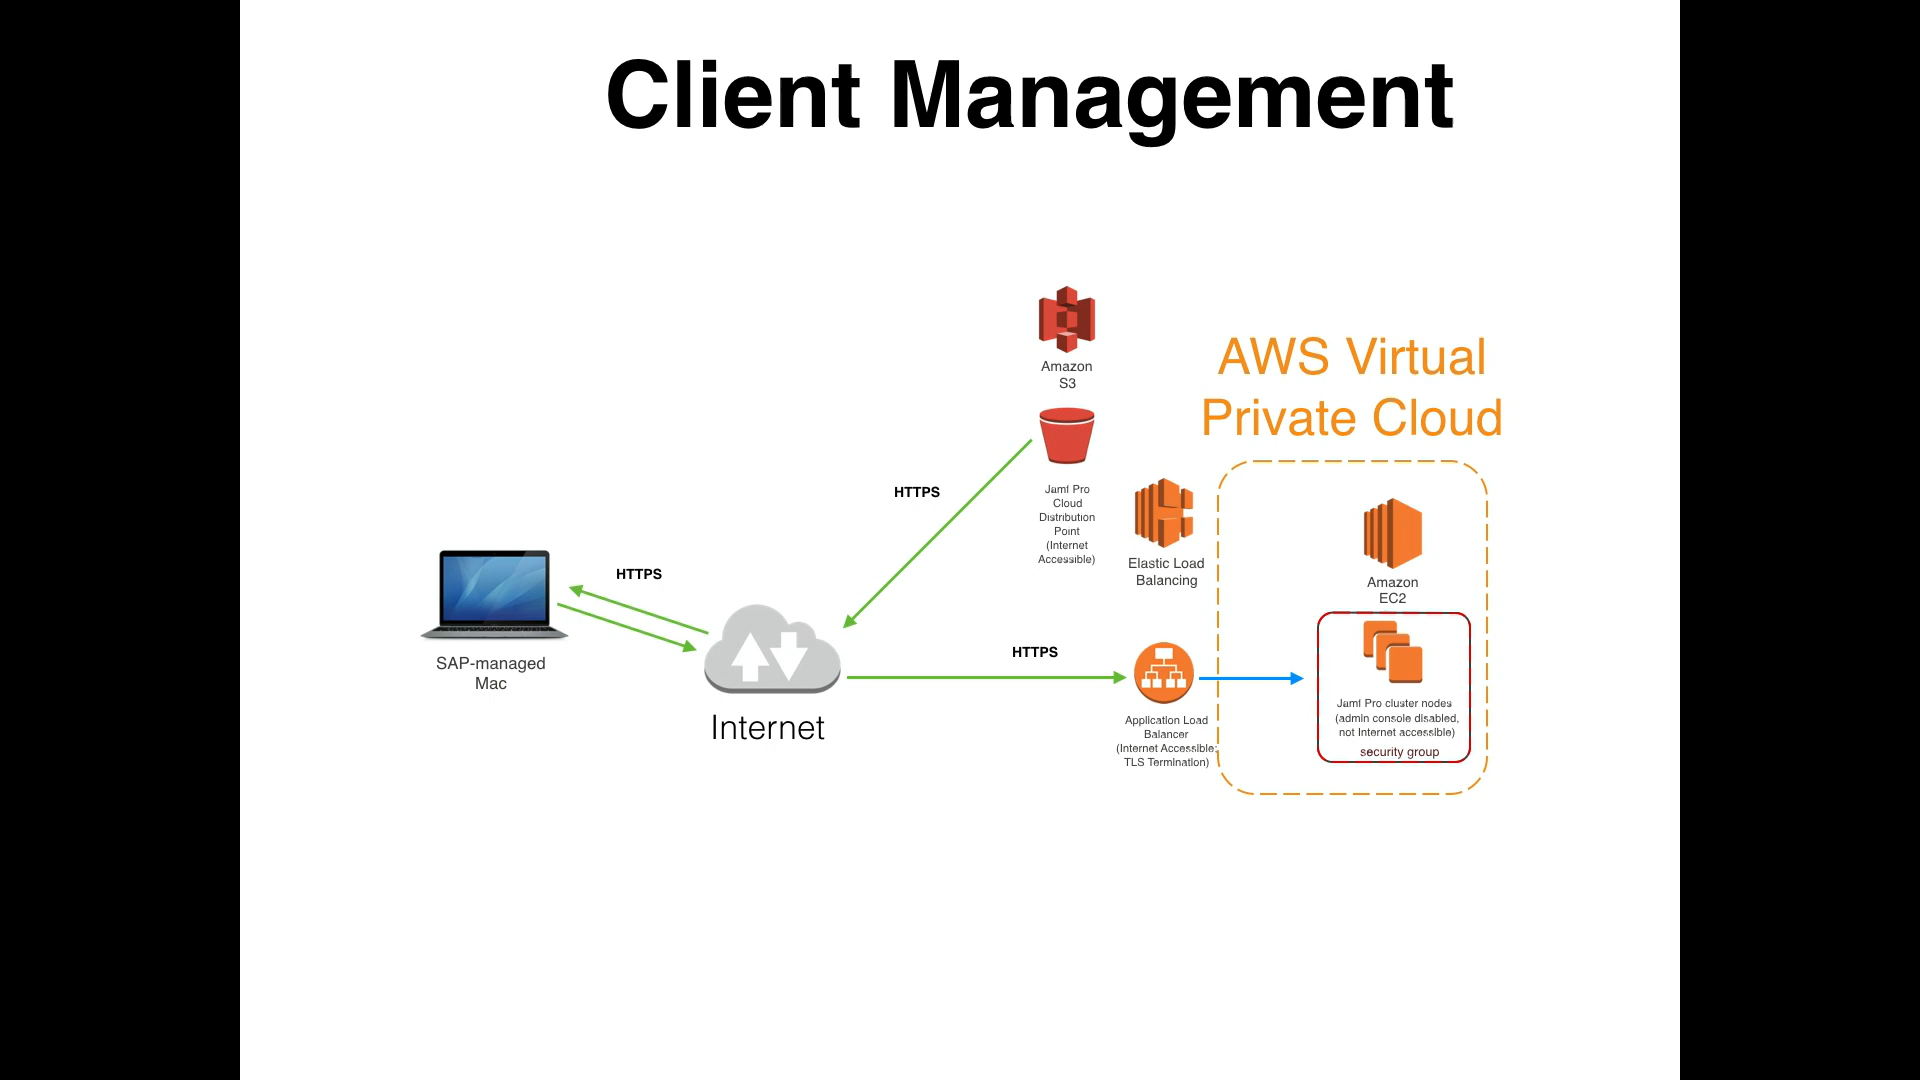 Client Management
Amazon
S3
AWS Virtual
Private Cloud
HTTPS
Jamf Pro
Cloud
Distribution
Point
(Internet
Accessible)
Elastic Load
Balancing
Amazon
EC2
HTTPS
SAP-managed
Mac
Internet
HTTPS
Application Load
Balancer
(Internet Accessible;
TLS Termination)
Jamf Pro cluster nodes
(admin console disabled,
not Internet accessible)
security group